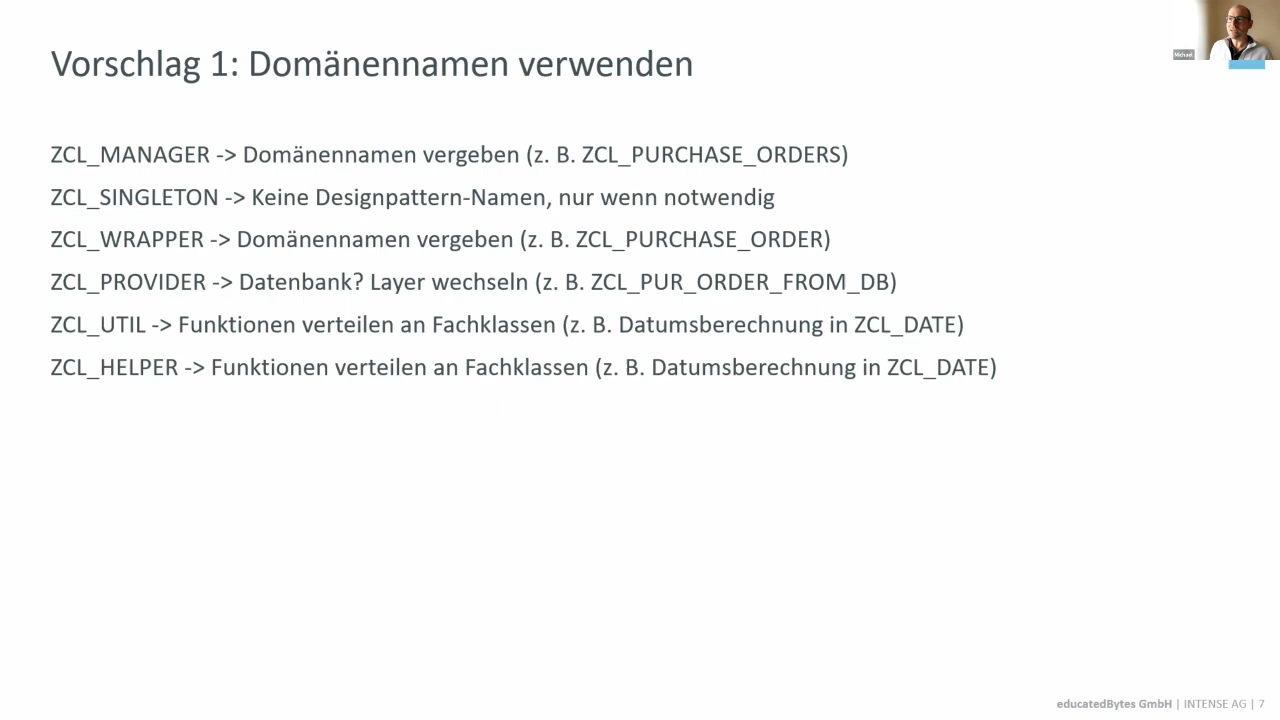 Vorschlag 1: Domänennamen verwenden
Michael
ZCL_MANAGER -> Domänennamen vergeben (z. B. ZCL_PURCHASE_ORDERS)
ZCL_SINGLETON -> Keine Designpattern-Namen, nur wenn notwendig
ZCL_WRAPPER -> Domänennamen vergeben (z. B. ZCL_PURCHASE_ORDER)
ZCL_PROVIDER -> Datenbank? Layer wechseln (z. B. ZCL_PUR_ORDER_FROM_DB)
ZCL_UTIL -> Funktionen verteilen an Fachklassen (z. B. Datumsberechnung in ZCL_DATE)
ZCL_HELPER -> Funktionen verteilen an Fachklassen (z. B. Datumsberechnung in ZCL_DATE)
educatedBytes GmbH | INTENSE AG | 7